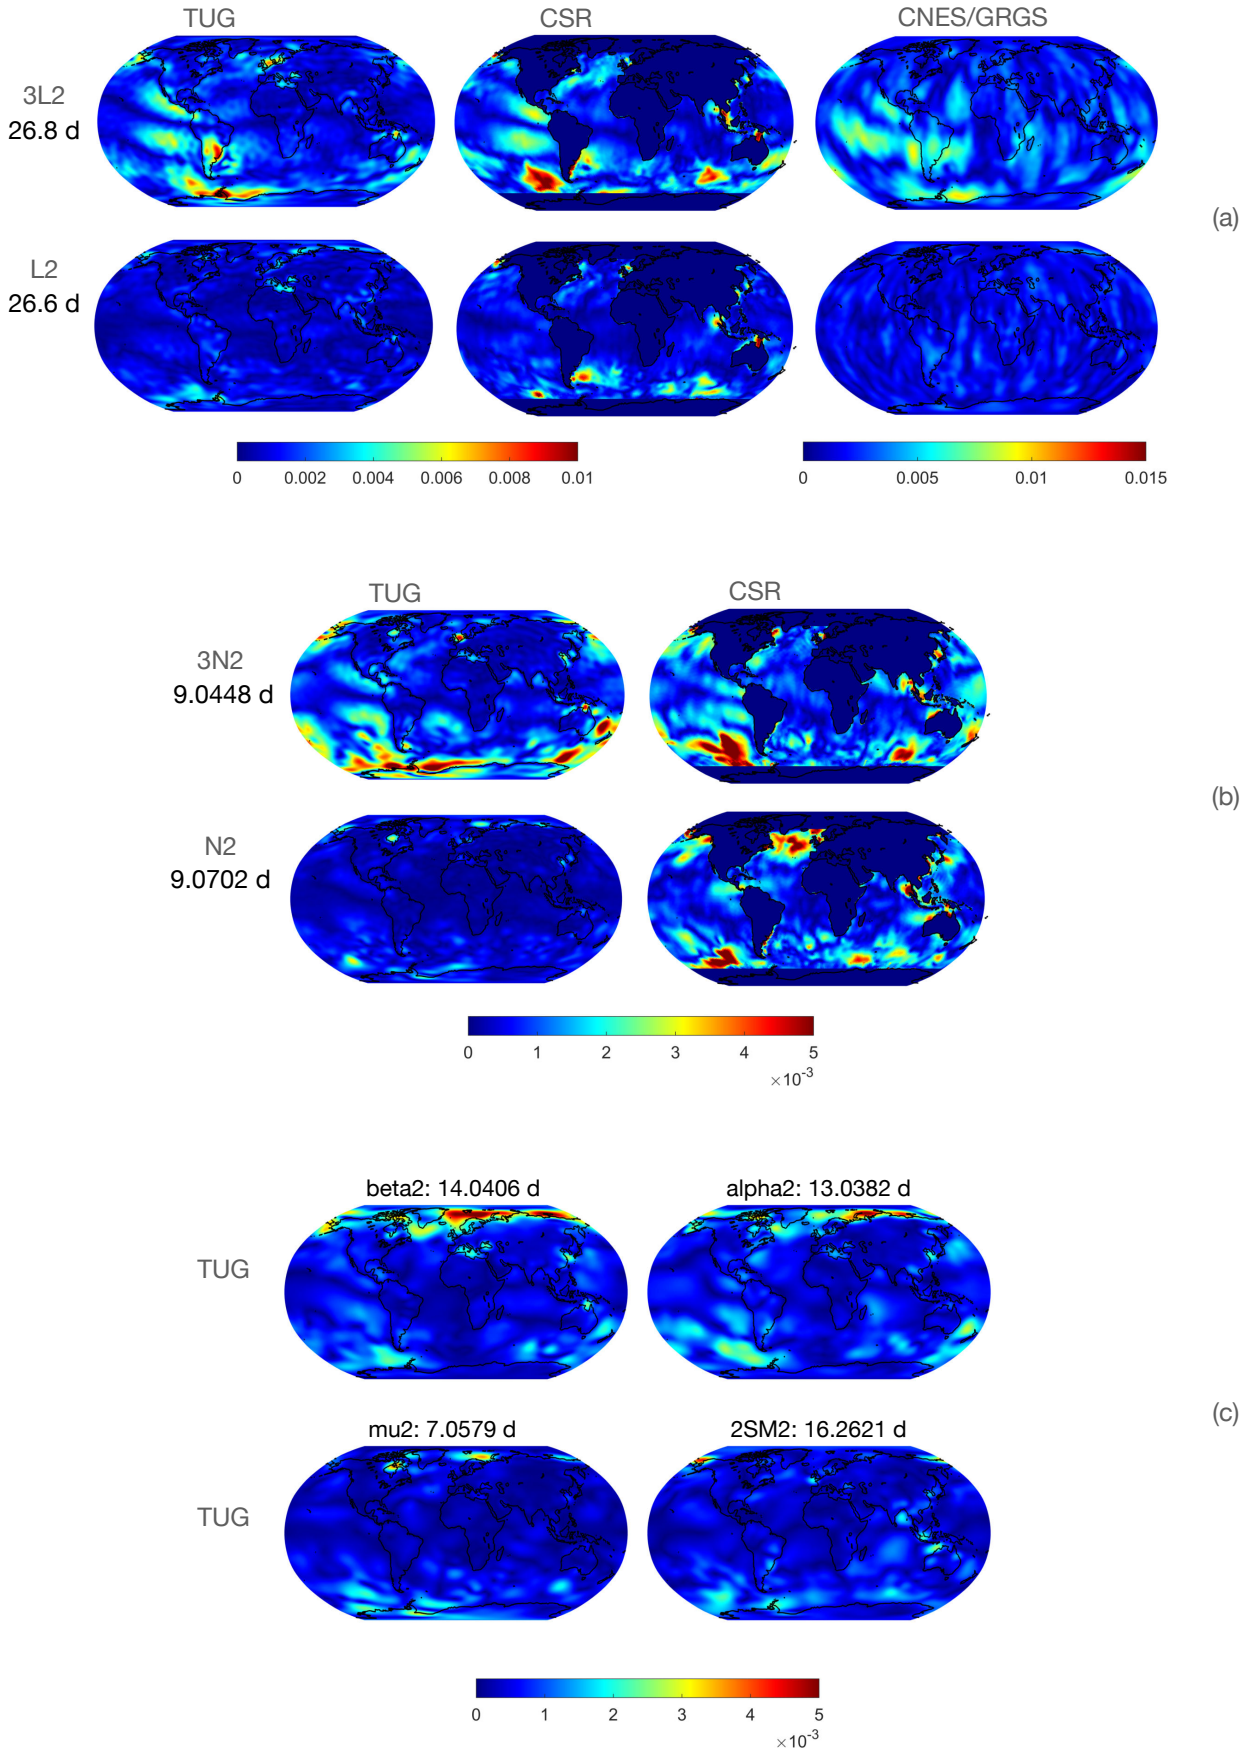 TUG CSR CNES/GRGS
3L2
26.8 d
(a)
L2
26.6 d
0 0.002 0.004 0.006 0.008 0.01 0 0.005 0.01 0.015
TUG CSR
3N2
9.0448 d
(b)
N2
9.0702 d
0 1 2 3 4 5
×10-3
beta2: 14.0406 d alpha2: 13.0382 d
TUG
(c)
mu2: 7.0579 d 2SM2: 16.2621 d
TUG
0 1 2 3 4 5
×10-3